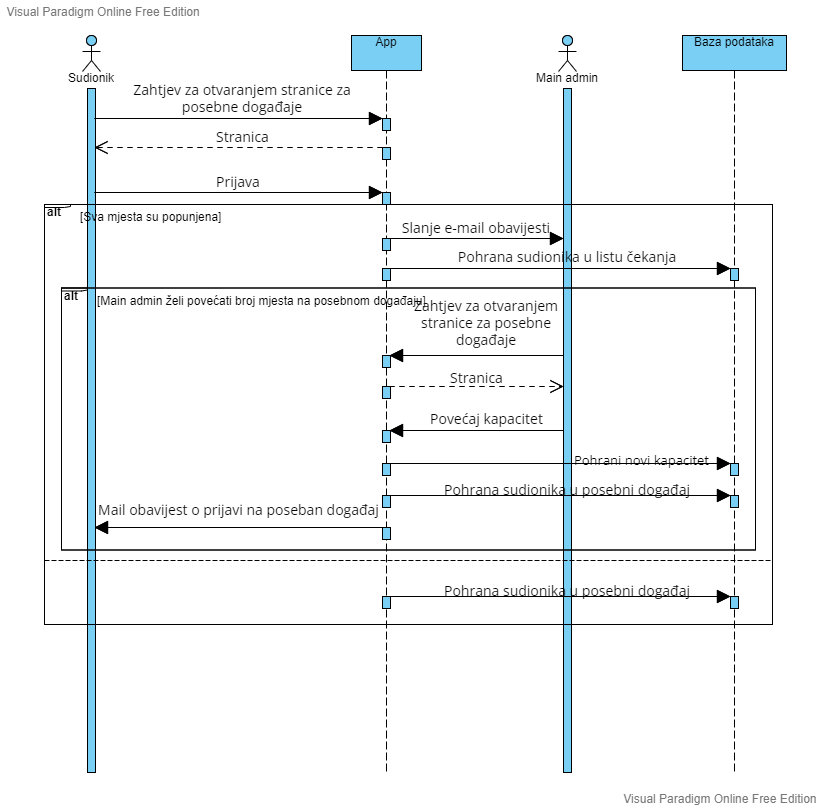 Visual Paradigm Online Free Edition
App
Baza podataka
Sudionik
Main admin
Zahtjev za otvaranjem stranice za
posebne događaje
Stranica
Prijava
alt
[Sva mjesta su popunjena]
Slanje e-mail obavijesti
Pohrana sudionika u listu čekanja
alt
[Main admin želi povećati broj mjesta na posebnom događaju]
Zahtjev za otvaranjem
stranice za posebne
događaje
Stranica
Povećaj kapacitet
Pohrani novi kapacitet
Pohrana sudionika u posebni događaj
Mail obavijest o prijavi na poseban događaj
Pohrana sudionika u posebni događaj
Visual Paradigm Online Free Edition